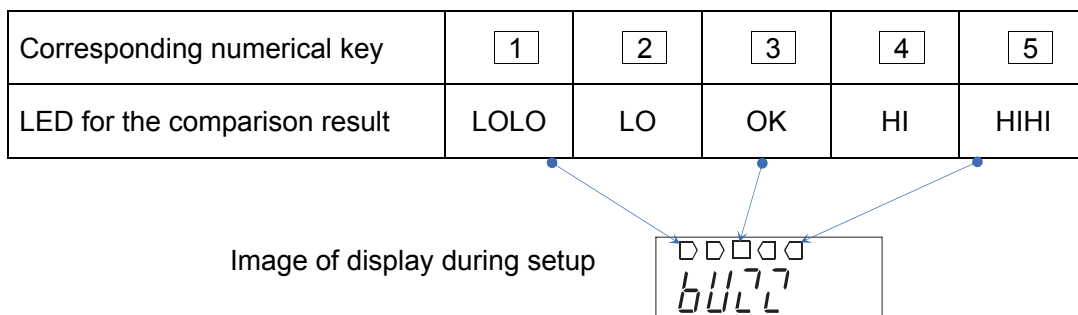 Corresponding numerical key 1 2 3 4 5
LED for the comparison result LOLO LO OK HI HIHI
Image of display during setup
bUZZ